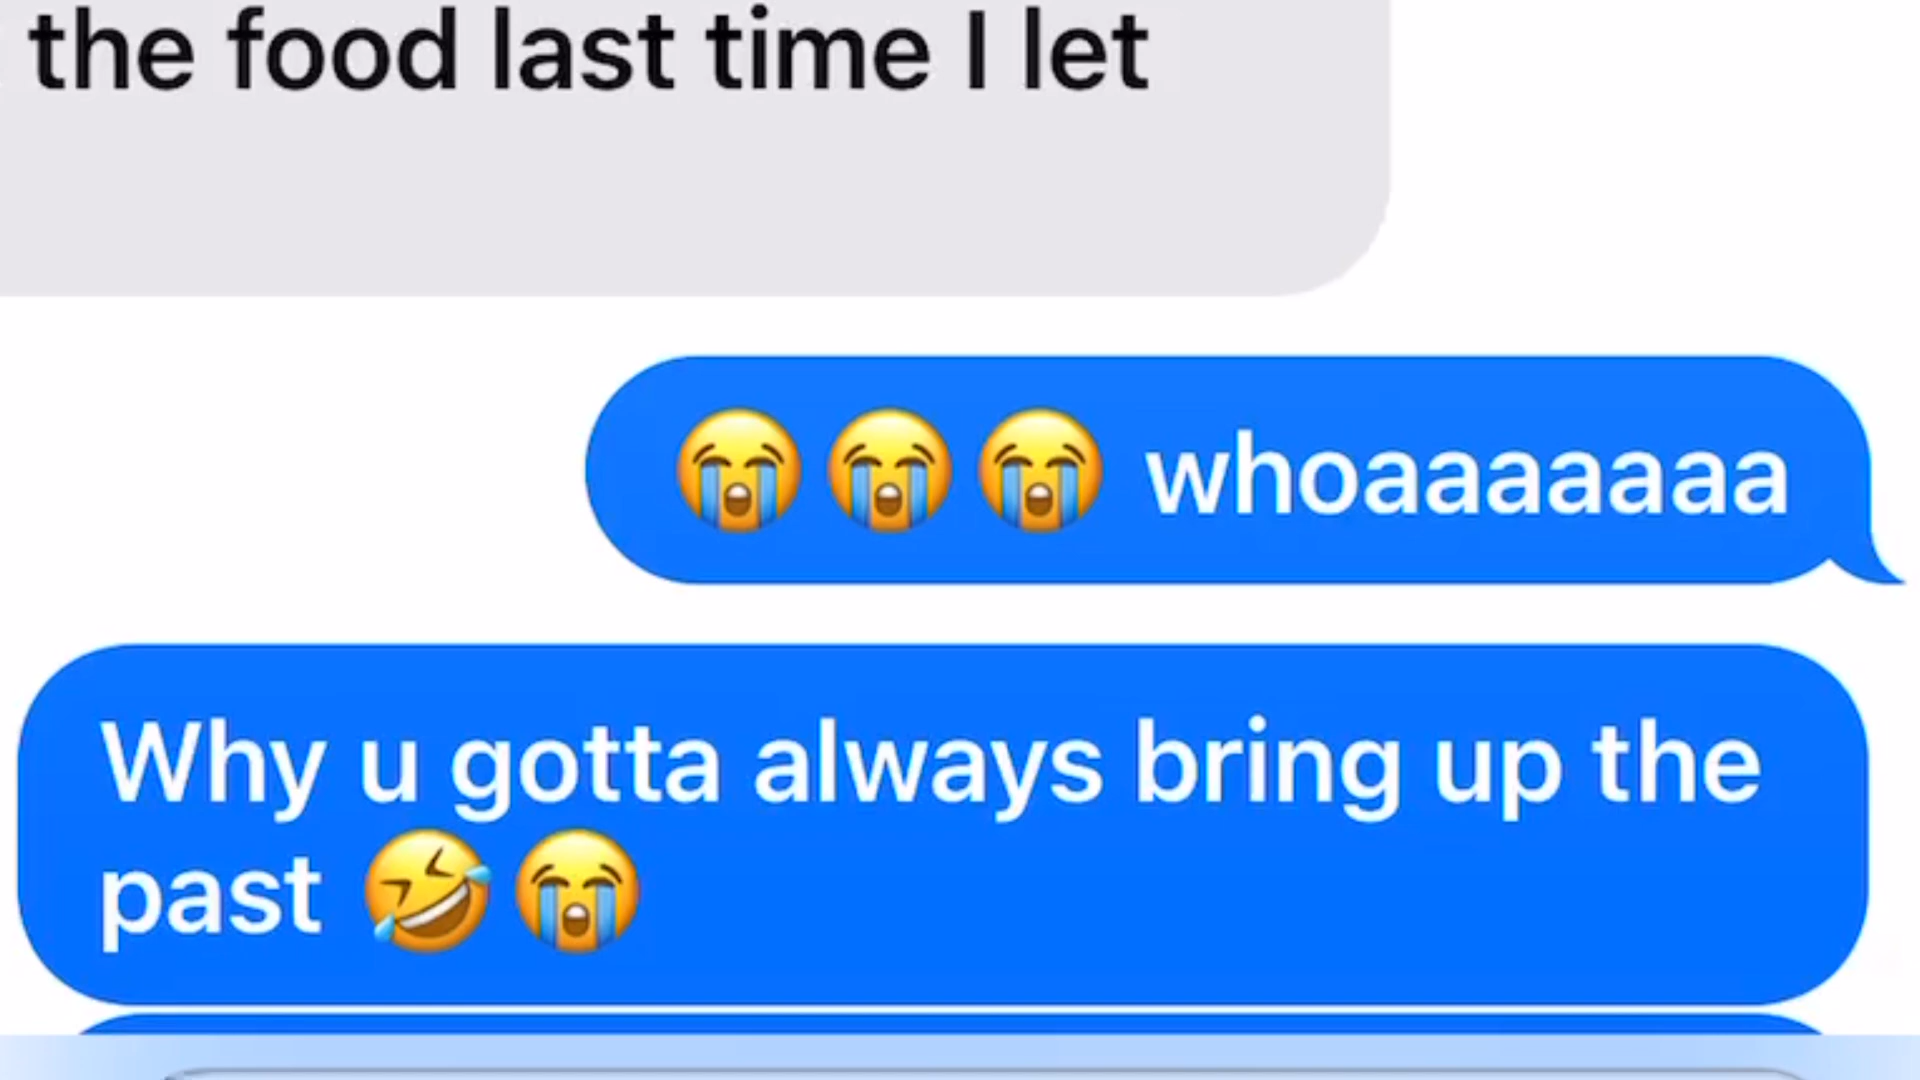 the food last time I let
😭😭😭 whoaaaaaaa
Why u gotta always bring up the
past 🤣😭